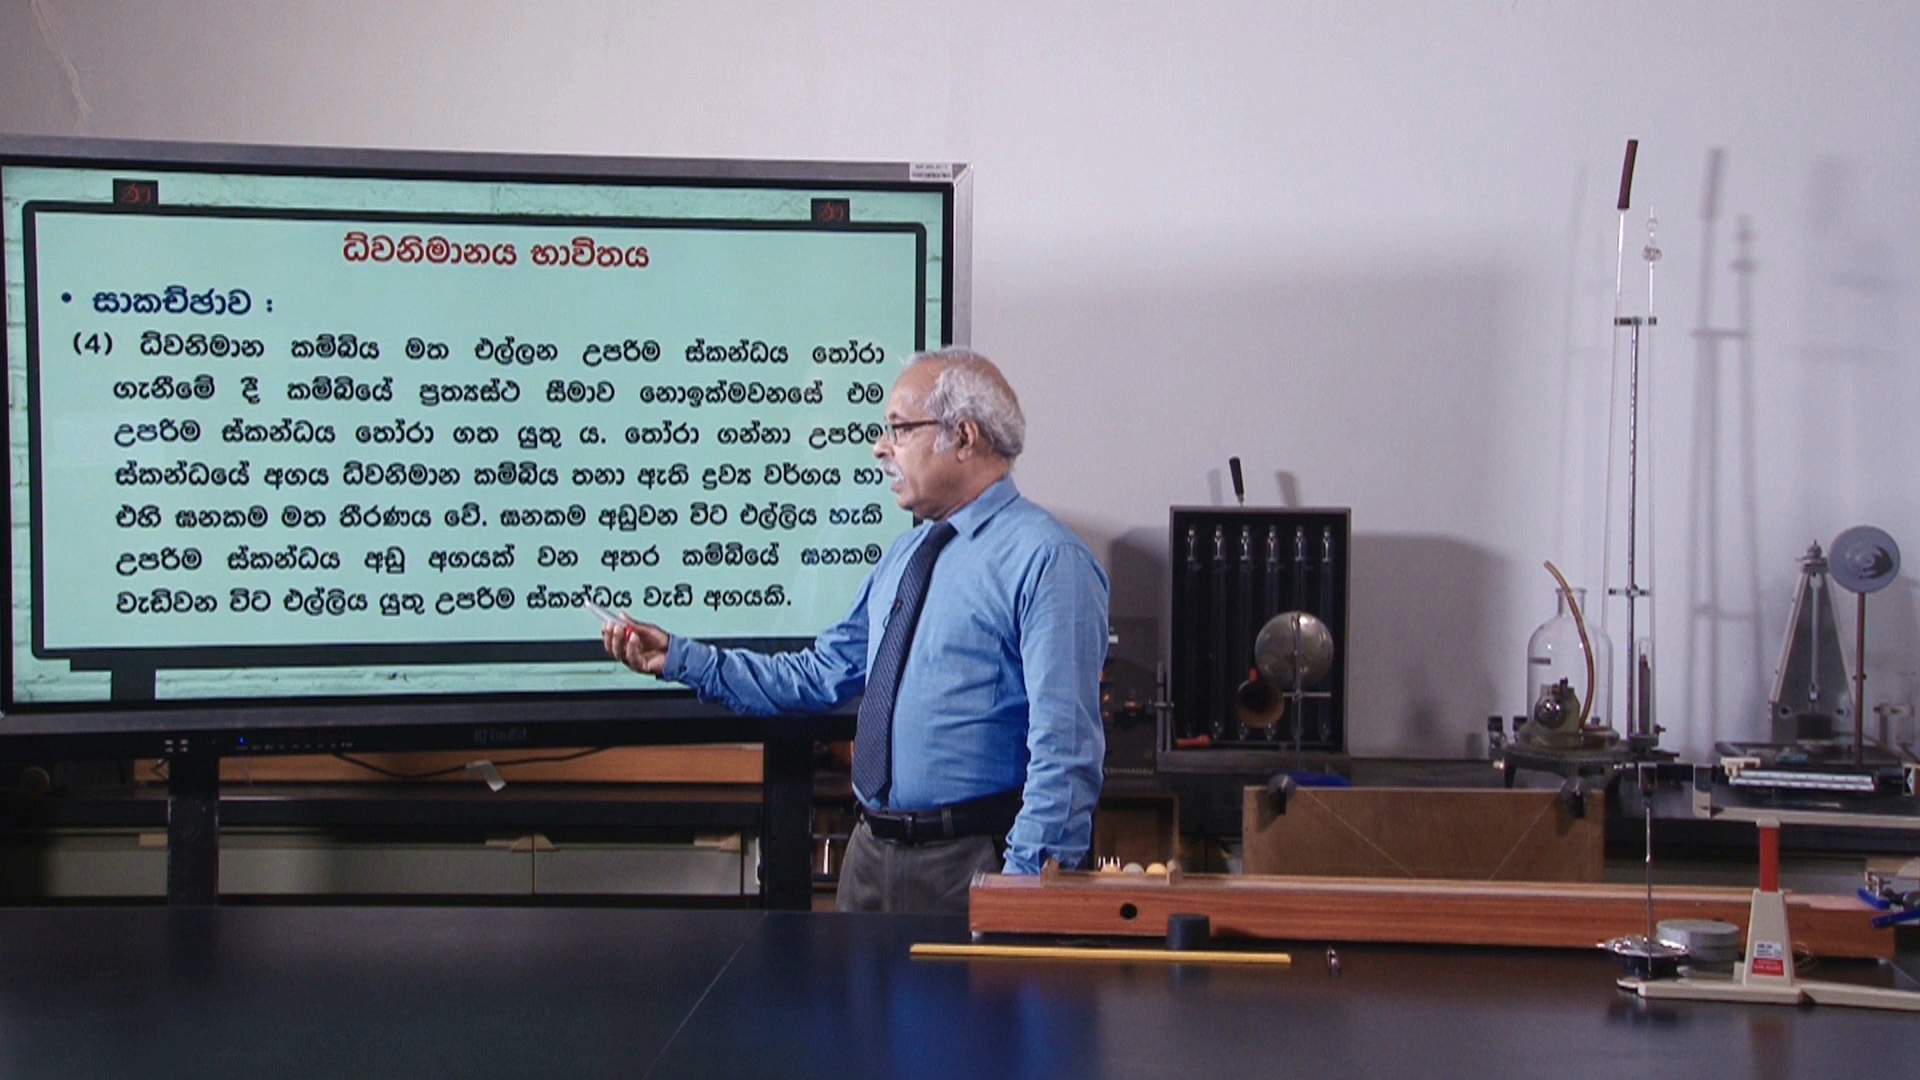 ධ්වනිමානය භාවිතය
• සාකච්ඡාව :
(4) ධ්වනිමාන කම්බිය මත එල්ලන උපරිම ස්කන්ධය තෝරා
ගැනීමේ දී කම්බියේ ප්‍රත්‍යස්ථ සීමාව නොඉක්මවනසේ එම
උපරිම ස්කන්ධය තෝරා ගත යුතු ය. තෝරා ගන්නා උපරිම
ස්කන්ධයේ අගය ධ්වනිමාන කම්බිය තනා ඇති ද්‍රව්‍ය වර්ගය හා
එහි ඝනකම මත තීරණය වේ. ඝනකම අඩුවන විට එල්ලිය හැකි
උපරිම ස්කන්ධය අඩු අගයක් වන අතර කම්බියේ ඝනකම
වැඩිවන විට එල්ලිය යුතු උපරිම ස්කන්ධය වැඩි අගයකි.